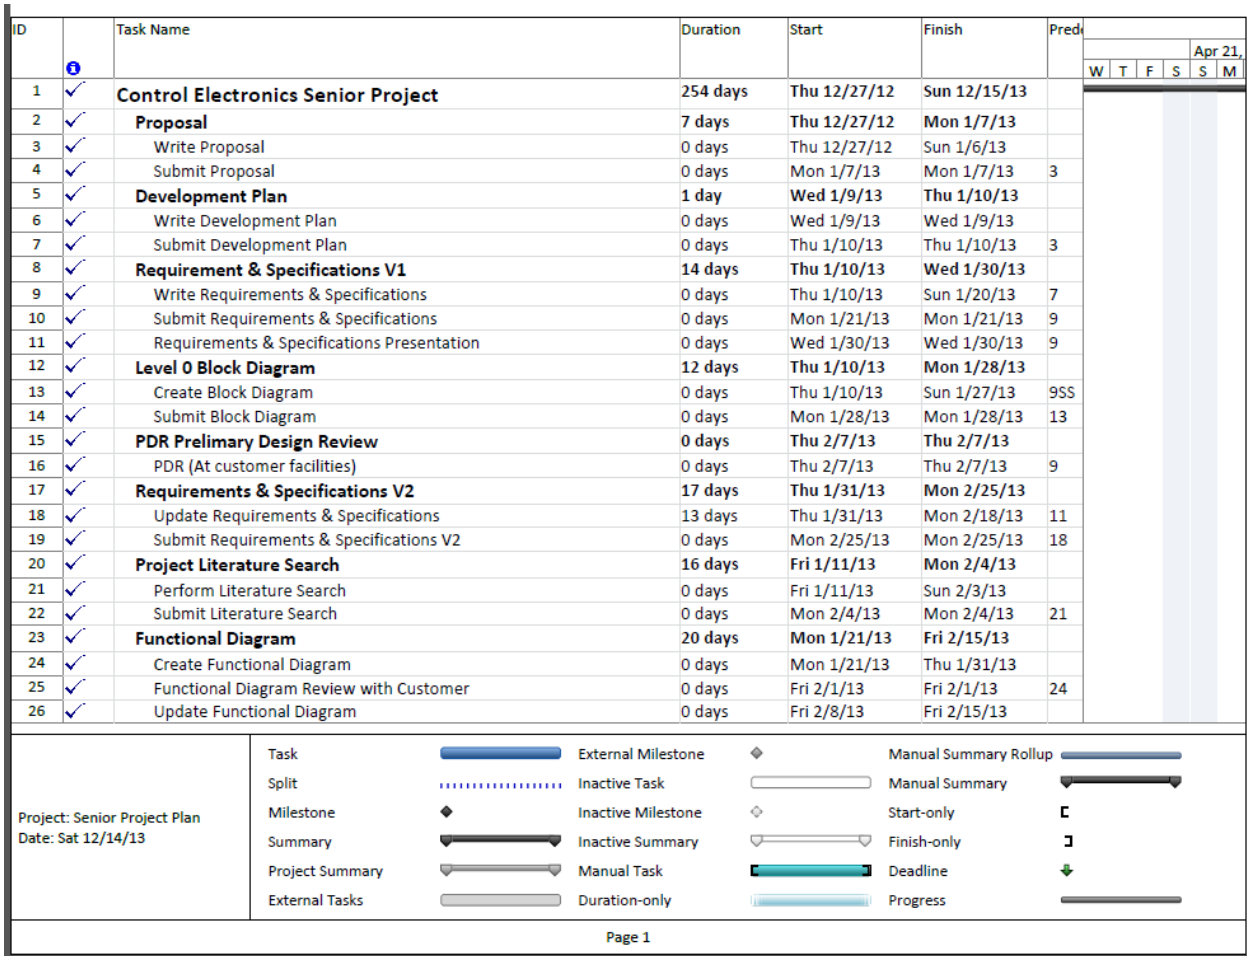 ID Task Name Duration Start Finish Prede
Apr 21,
W T F S S M
1 Control Electronics Senior Project 254 days Thu 12/27/12 Sun 12/15/13
2 Proposal 7 days Thu 12/27/12 Mon 1/7/13
3 Write Proposal 0 days Thu 12/27/12 Sun 1/6/13
4 Submit Proposal 0 days Mon 1/7/13 Mon 1/7/13 3
5 Development Plan 1 day Wed 1/9/13 Thu 1/10/13
6 Write Development Plan 0 days Wed 1/9/13 Wed 1/9/13
7 Submit Development Plan 0 days Thu 1/10/13 Thu 1/10/13 3
8 Requirement & Specifications V1 14 days Thu 1/10/13 Wed 1/30/13
9 Write Requirements & Specifications 0 days Thu 1/10/13 Sun 1/20/13 7
10 Submit Requirements & Specifications 0 days Mon 1/21/13 Mon 1/21/13 9
11 Requirements & Specifications Presentation 0 days Wed 1/30/13 Wed 1/30/13 9
12 Level 0 Block Diagram 12 days Thu 1/10/13 Mon 1/28/13
13 Create Block Diagram 0 days Thu 1/10/13 Sun 1/27/13 9SS
14 Submit Block Diagram 0 days Mon 1/28/13 Mon 1/28/13 13
15 PDR Prelimary Design Review 0 days Thu 2/7/13 Thu 2/7/13
16 PDR (At customer facilities) 0 days Thu 2/7/13 Thu 2/7/13 9
17 Requirements & Specifications V2 17 days Thu 1/31/13 Mon 2/25/13
18 Update Requirements & Specifications 13 days Thu 1/31/13 Mon 2/18/13 11
19 Submit Requirements & Specifications V2 0 days Mon 2/25/13 Mon 2/25/13 18
20 Project Literature Search 16 days Fri 1/11/13 Mon 2/4/13
21 Perform Literature Search 0 days Fri 1/11/13 Sun 2/3/13
22 Submit Literature Search 0 days Mon 2/4/13 Mon 2/4/13 21
23 Functional Diagram 20 days Mon 1/21/13 Fri 2/15/13
24 Create Functional Diagram 0 days Mon 1/21/13 Thu 1/31/13
25 Functional Diagram Review with Customer 0 days Fri 2/1/13 Fri 2/1/13 24
26 Update Functional Diagram 0 days Fri 2/8/13 Fri 2/15/13
Project: Senior Project Plan
Date: Sat 12/14/13
Task External Milestone Manual Summary Rollup
Split Inactive Task Manual Summary
Milestone Inactive Milestone Start-only
Summary Inactive Summary Finish-only
Project Summary Manual Task Deadline
External Tasks Duration-only Progress
Page 1